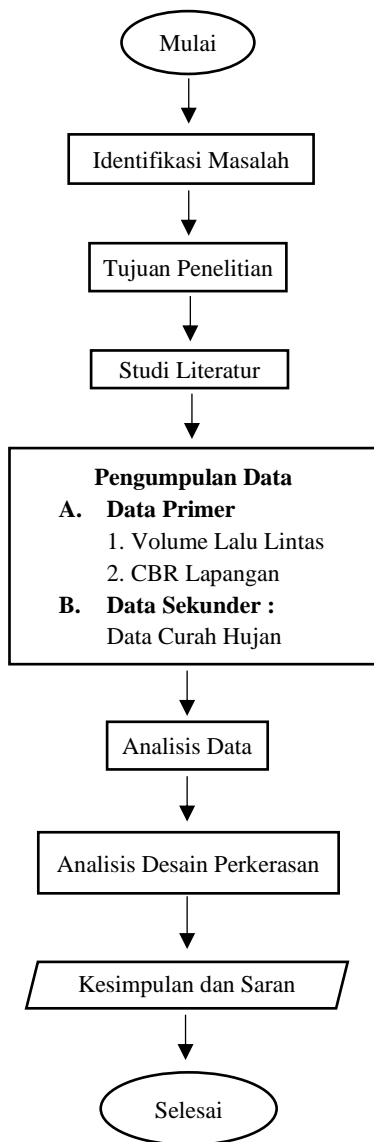 Mulai
Identifikasi Masalah
Tujuan Penelitian
Studi Literatur
Pengumpulan Data
A. Data Primer
1. Volume Lalu Lintas
2. CBR Lapangan
B. Data Sekunder :
Data Curah Hujan
Analisis Data
Analisis Desain Perkerasan
Kesimpulan dan Saran
Selesai